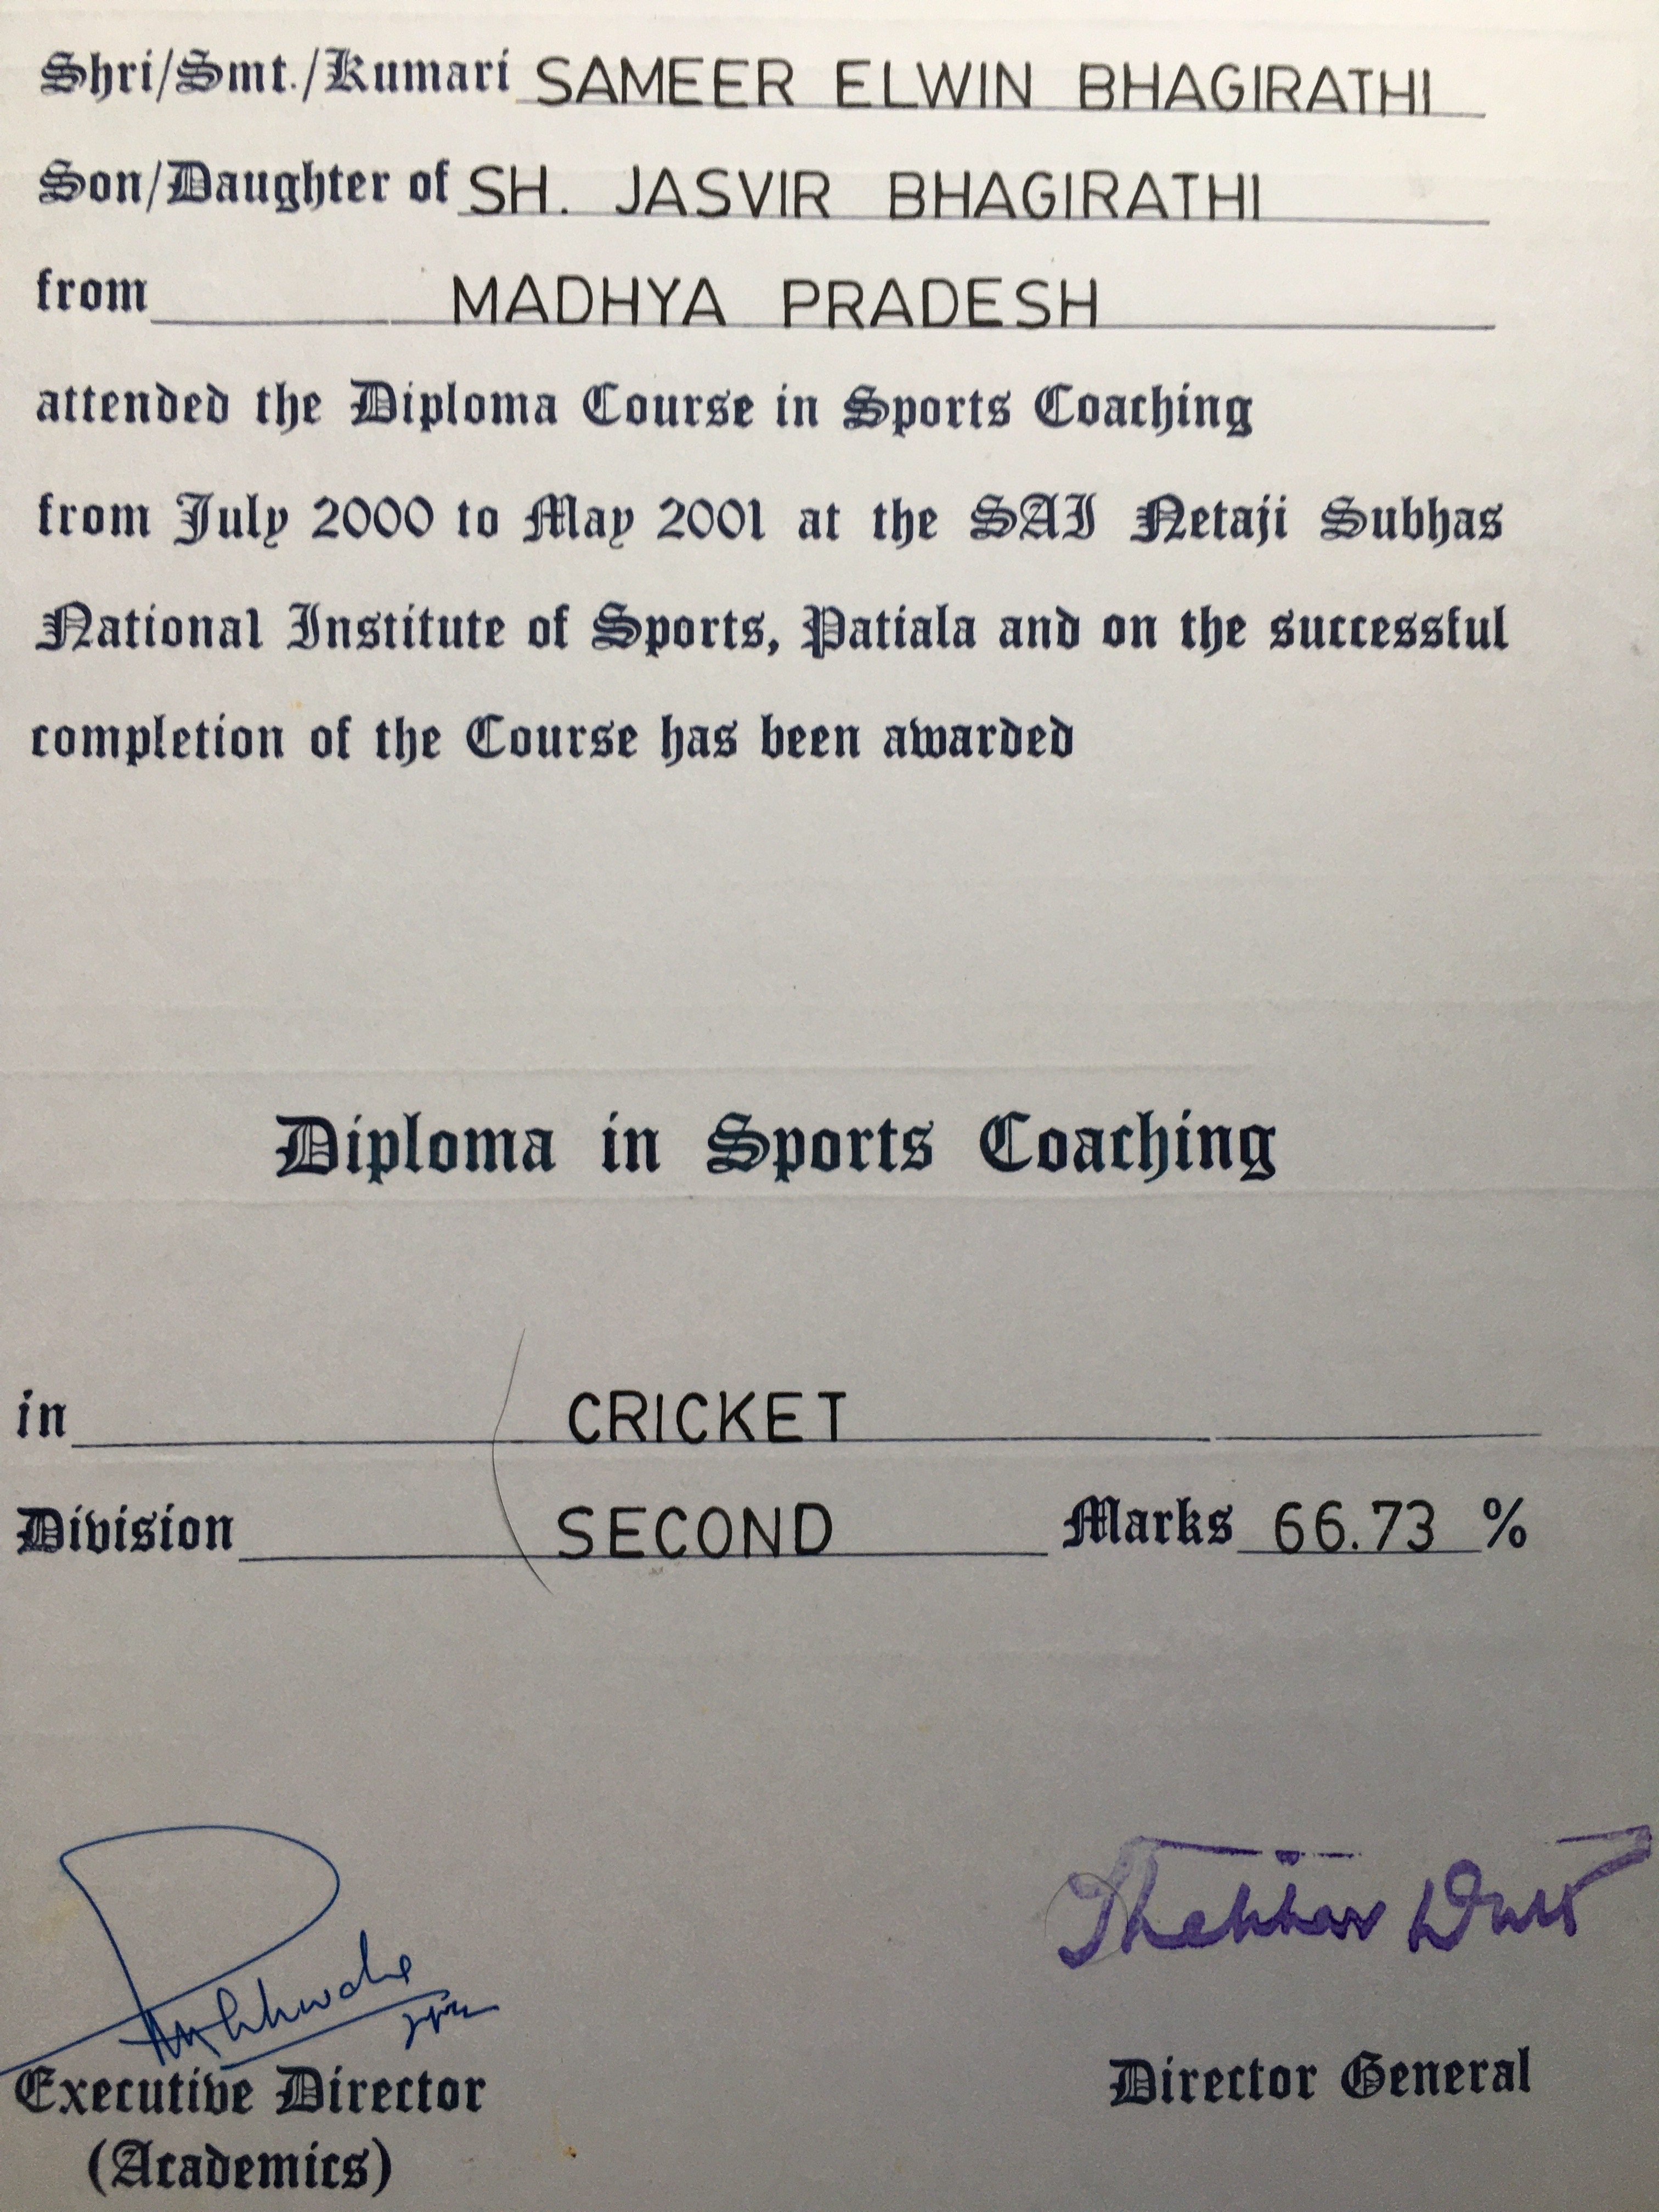 Shri/Smt./Kumari SAMEER ELWIN BHAGIRATHI
Son/Daughter of SH. JASVIR BHAGIRATHI
from MADHYA PRADESH
attended the Diploma Course in Sports Coaching
from July 2000 to May 2001 at the SAI Netaji Subhas
National Institute of Sports, Patiala and on the successful
completion of the Course has been awarded
Diploma in Sports Coaching
in CRICKET
Division SECOND Marks 66.73 %
Executive Director
(Academics)
Director General